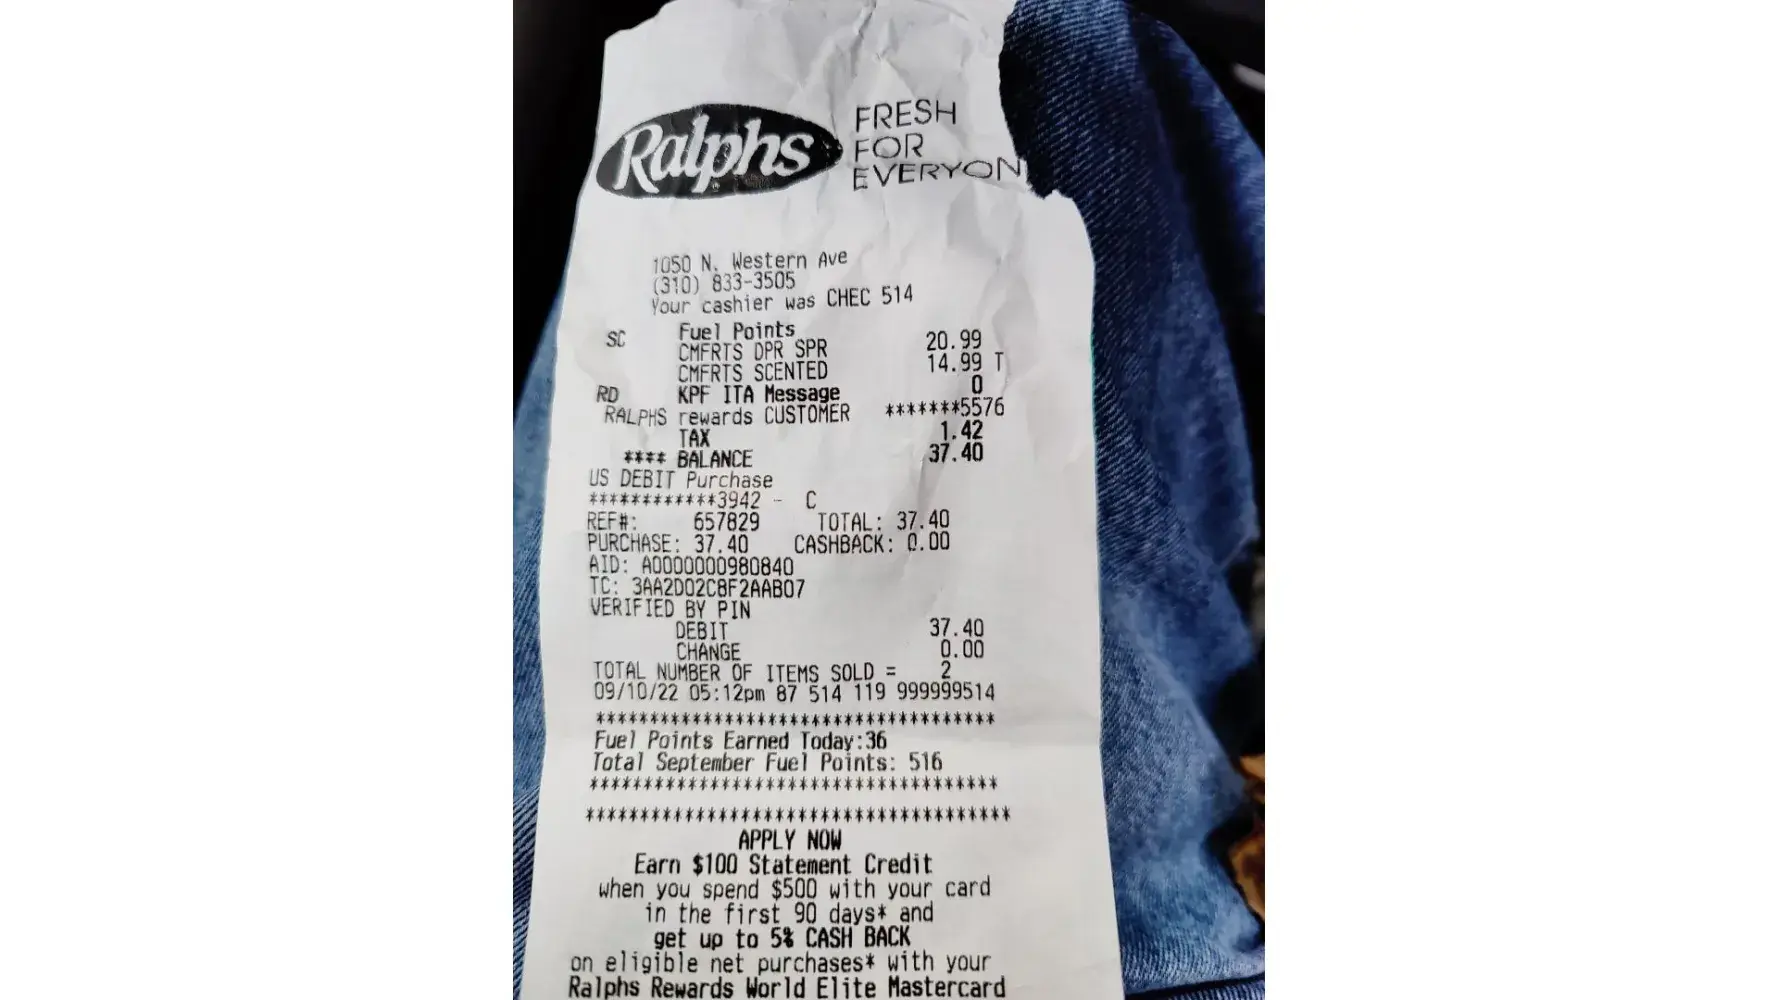 Ralphs FRESH
FOR
EVERYON
1050 N. Western Ave
(310) 833-3505
Your cashier was CHEC 514
SC Fuel Points
CMFRTS DPR SPR 20.99
CMFRTS SCENTED 14.99 T
RD KPF ITA Message 0
RALPHS rewards CUSTOMER *******5576
TAX 1.42
**** BALANCE 37.40
US DEBIT Purchase
************3942 - C
REF#: 657829 TOTAL: 37.40
PURCHASE: 37.40 CASHBACK: 0.00
AID: A0000000980840
TC: 3AA2D02C8F2AAB07
VERIFIED BY PIN
DEBIT 37.40
CHANGE 0.00
TOTAL NUMBER OF ITEMS SOLD = 2
09/10/22 05:12pm 87 514 119 999999514
*************************************
Fuel Points Earned Today:36
Total September Fuel Points: 516
*************************************
*************************************
APPLY NOW
Earn $100 Statement Credit
when you spend $500 with your card
in the first 90 days* and
get up to 5% CASH BACK
on eligible net purchases* with your
Ralphs Rewards World Elite Mastercard